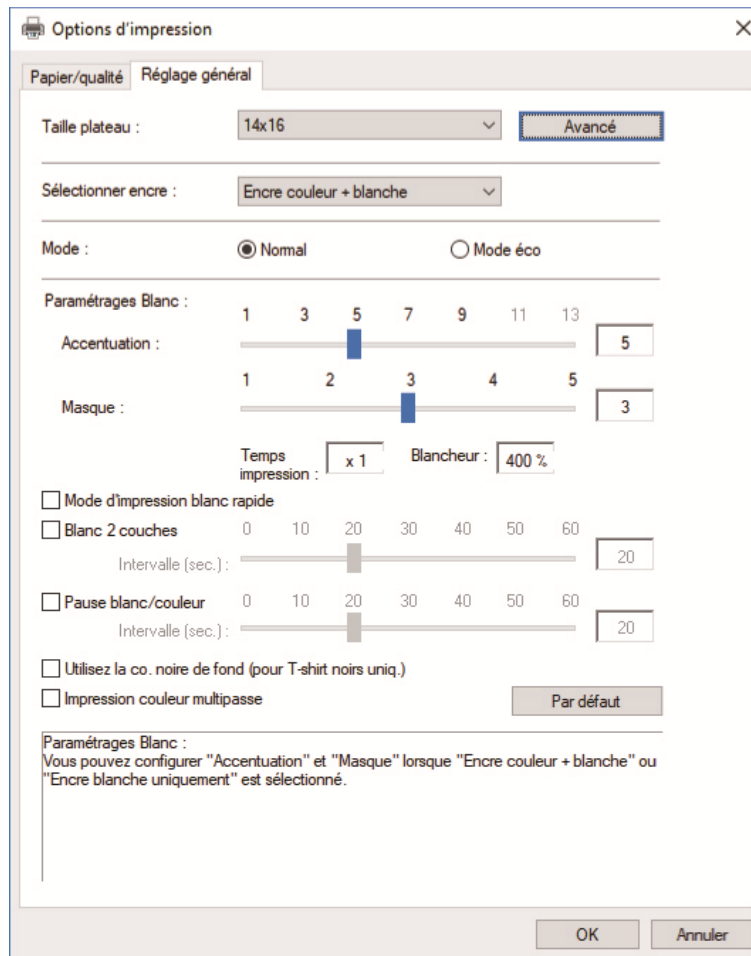 Options d'impression
Papier/qualité Réglage général
Taille plateau : 14x16 Avancé
Sélectionner encre : Encre couleur + blanche
Mode : Normal Mode éco
Paramétrages Blanc :
1 3 5 7 9 11 13
Accentuation : 5
1 2 3 4 5
Masque : 3
Temps impression : x 1 Blancheur : 400 %
Mode d'impression blanc rapide
Blanc 2 couches 0 10 20 30 40 50 60
Intervalle (sec.) : 20
Pause blanc/couleur 0 10 20 30 40 50 60
Intervalle (sec.) : 20
Utilisez la co. noire de fond (pour T-shirt noirs uniq.)
Impression couleur multipasse Par défaut
Paramétrages Blanc :
Vous pouvez configurer "Accentuation" et "Masque" lorsque "Encre couleur + blanche" ou
"Encre blanche uniquement" est sélectionné.
OK Annuler